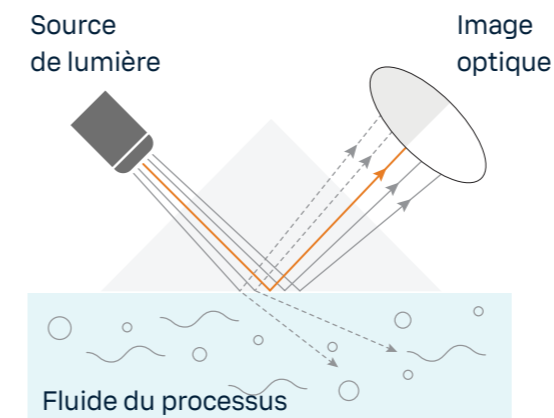 Source
de lumière
Image
optique
Fluide du processus